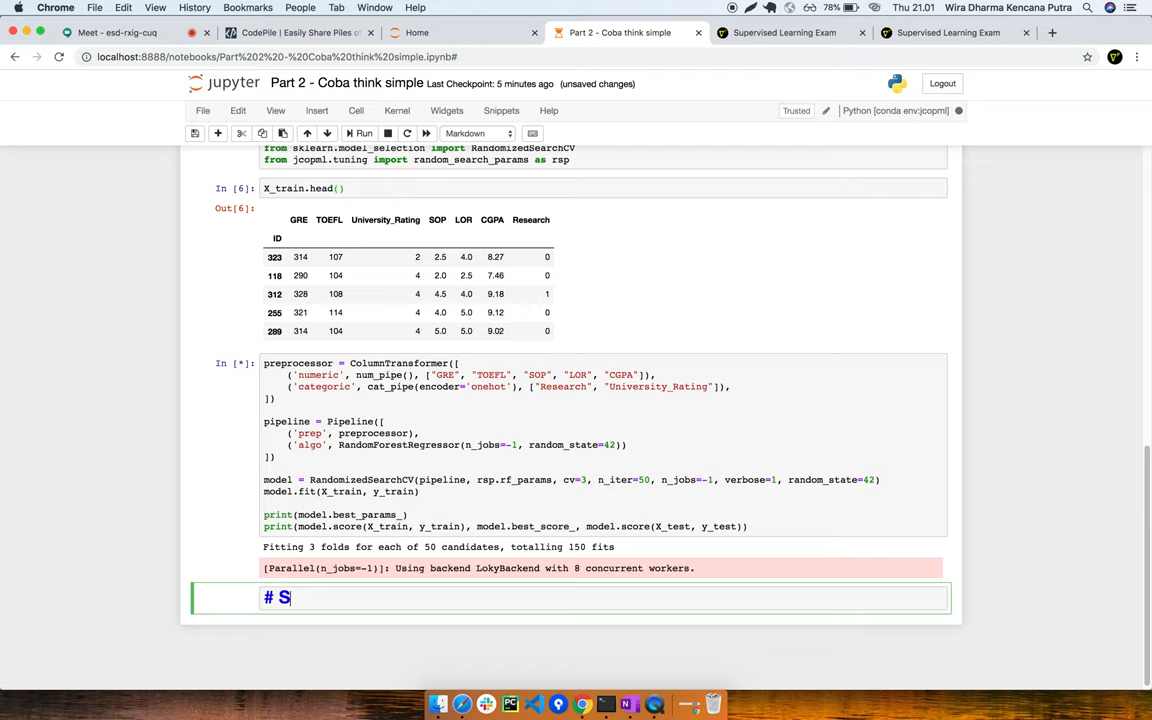 Chrome File Edit View History Bookmarks People Tab Window Help 78% Thu 21.01 Wira Dharma Kencana Putra
Meet - esd-rxig-cuq CodePile | Easily Share Piles of Home Part 2 - Coba think simple Supervised Learning Exam Supervised Learning Exam
localhost:8888/notebooks/Part%202%20-%20Coba%20think%20simple.ipynb#
jupyter Part 2 - Coba think simple Last Checkpoint: 5 minutes ago (unsaved changes) Logout
File Edit View Insert Cell Kernel Widgets Snippets Help Trusted Python [conda env:jcopml]
Run Markdown
from sklearn.model_selection import RandomizedSearchCV
from jcopml.tuning import random_search_params as rsp
In [6]: X_train.head()
Out[6]:
GRE TOEFL University_Rating SOP LOR CGPA Research
ID
323 314 107 2 2.5 4.0 8.27 0
118 290 104 4 2.0 2.5 7.46 0
312 328 108 4 4.5 4.0 9.18 1
255 321 114 4 4.0 5.0 9.12 0
289 314 104 4 5.0 5.0 9.02 0
In [*]: preprocessor = ColumnTransformer([
('numeric', num_pipe(), ["GRE", "TOEFL", "SOP", "LOR", "CGPA"]),
('categoric', cat_pipe(encoder='onehot'), ["Research", "University_Rating"]),
])
pipeline = Pipeline([
('prep', preprocessor),
('algo', RandomForestRegressor(n_jobs=-1, random_state=42))
])
model = RandomizedSearchCV(pipeline, rsp.rf_params, cv=3, n_iter=50, n_jobs=-1, verbose=1, random_state=42)
model.fit(X_train, y_train)
print(model.best_params_)
print(model.score(X_train, y_train), model.best_score_, model.score(X_test, y_test))
Fitting 3 folds for each of 50 candidates, totalling 150 fits
[Parallel(n_jobs=-1)]: Using backend LokyBackend with 8 concurrent workers.
# S